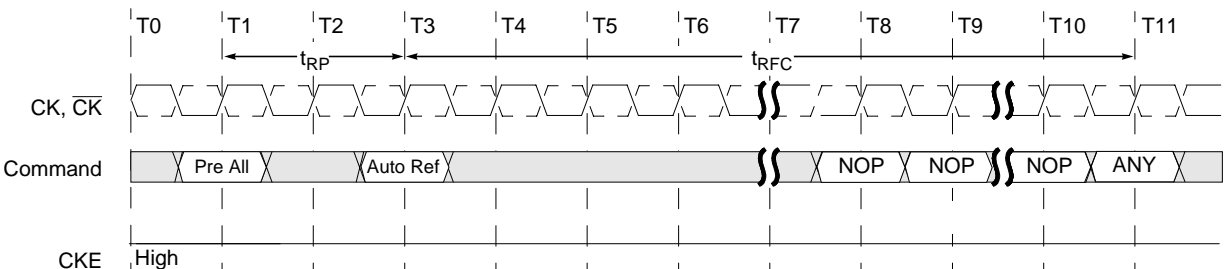 T0 T1 T2 T3 T4 T5 T6 T7 T8 T9 T10 T11
tRP tRFC
CK, C̅K̅
Command Pre All Auto Ref NOP NOP NOP ANY
CKE High